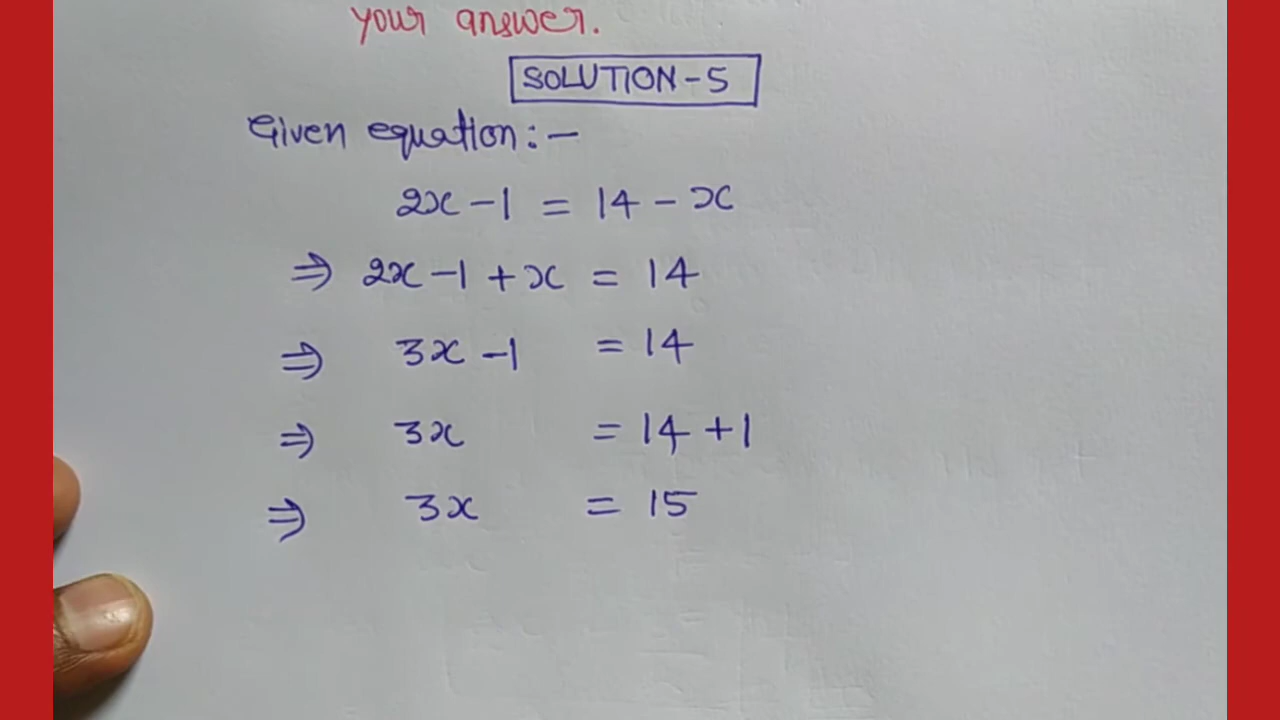 your answer.
SOLUTION-5
Given equation:-
2x-1 = 14-x
⇒ 2x-1+x = 14
⇒ 3x-1 = 14
⇒ 3x = 14+1
⇒ 3x = 15